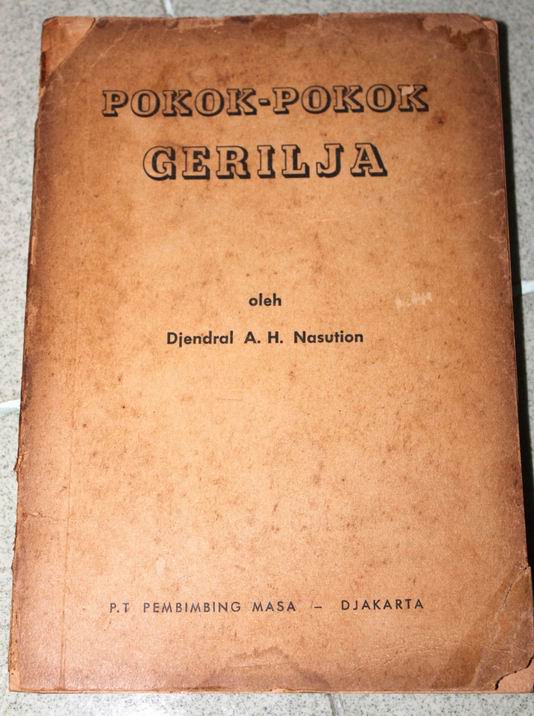 POKOK-POKOK
GERILJA
oleh
Djendral A. H. Nasution
P.T PEMBIMBING MASA – DJAKARTA